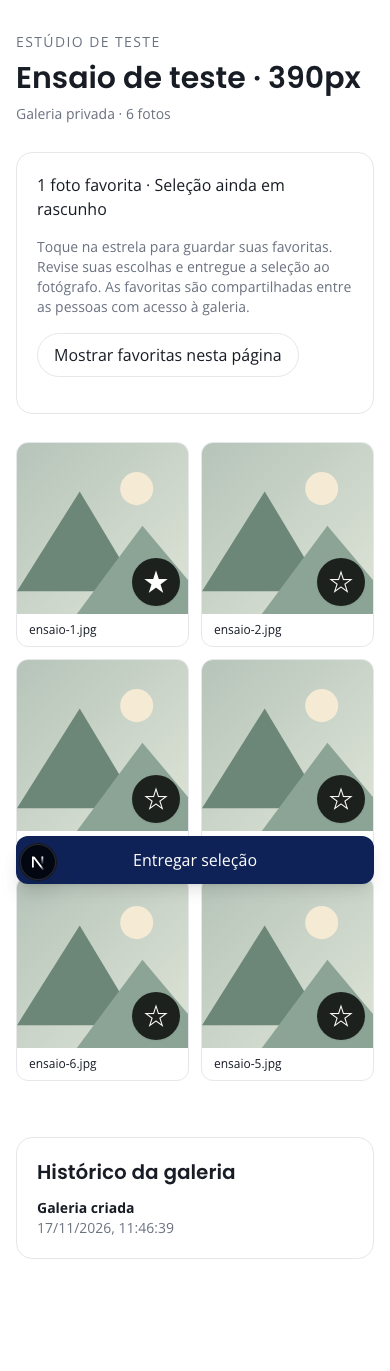 ESTÚDIO DE TESTE
Ensaio de teste · 390px
Galeria privada · 6 fotos
1 foto favorita · Seleção ainda em
rascunho
Toque na estrela para guardar suas favoritas.
Revise suas escolhas e entregue a seleção ao
fotógrafo. As favoritas são compartilhadas entre
as pessoas com acesso à galeria.
Mostrar favoritas nesta página
ensaio-1.jpg
ensaio-2.jpg
N
Entregar seleção
ensaio-6.jpg
ensaio-5.jpg
Histórico da galeria
Galeria criada
17/11/2026, 11:46:39